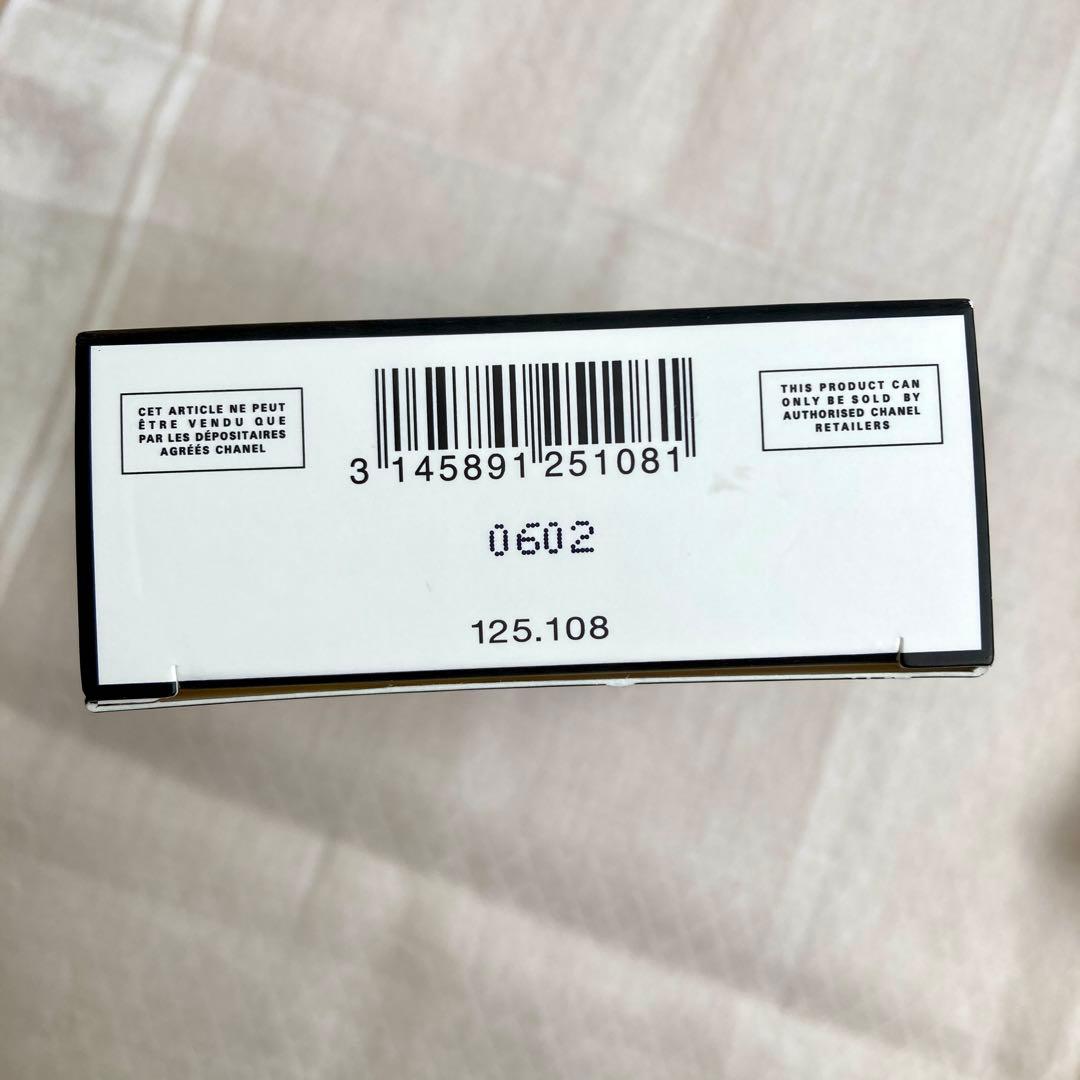 CET ARTICLE NE PEUT
ÊTRE VENDU QUE
PAR LES DÉPOSITAIRES
AGRÉÉS CHANEL
3 145891 251081
THIS PRODUCT CAN
ONLY BE SOLD BY
AUTHORISED CHANEL
RETAILERS
0602
125.108